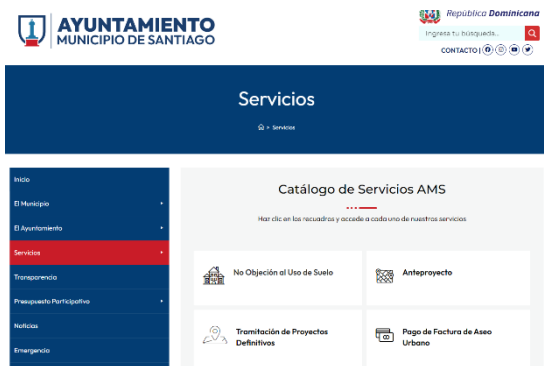 AYUNTAMIENTO
MUNICIPIO DE SANTIAGO
República Dominicana
Ingresa tu búsqueda...
CONTACTO |
Servicios
> Servicios
Inicio
El Municipio
El Ayuntamiento
Servicios
Transparencia
Presupuesto Participativo
Noticias
Emergencia
Catálogo de Servicios AMS
Haz clic en los recuadros y accede a cada uno de nuestros servicios
No Objeción al Uso de Suelo
Anteproyecto
Tramitación de Proyectos
Definitivos
Pago de Factura de Aseo
Urbano